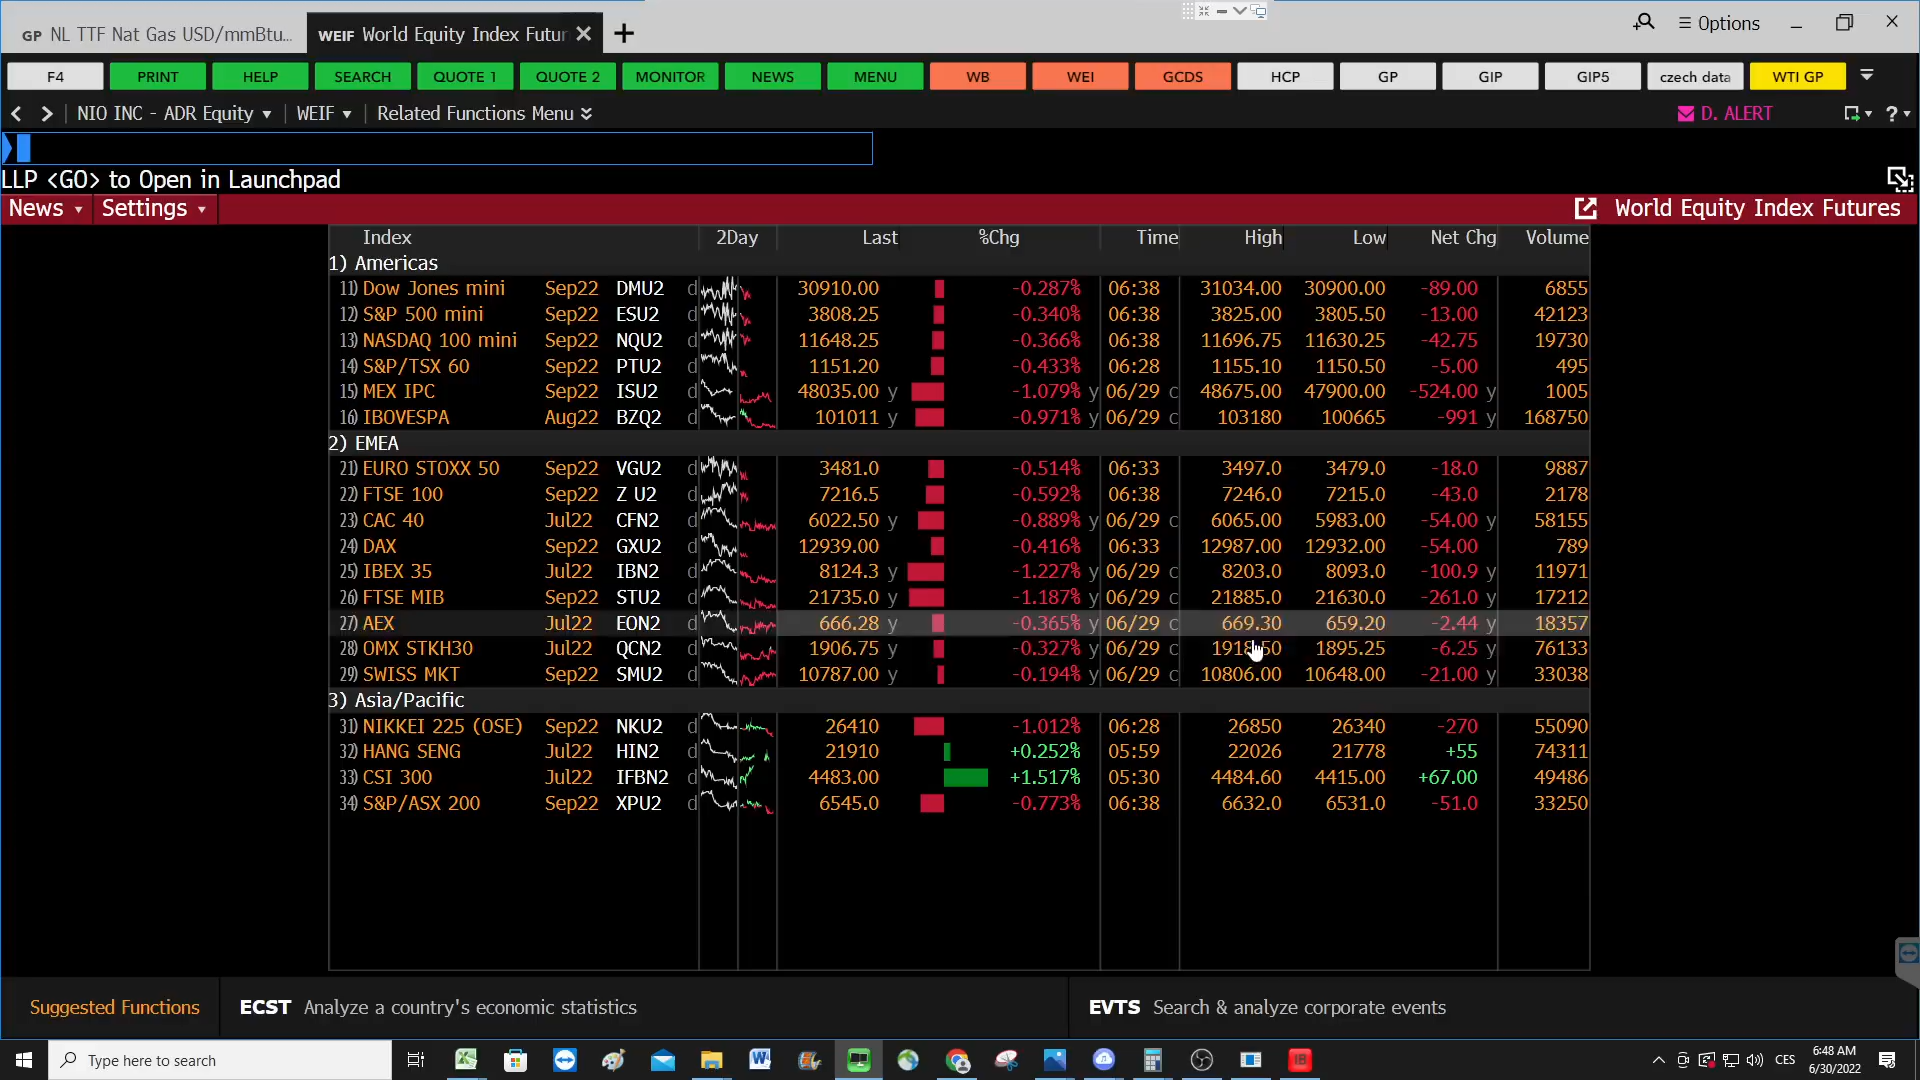 GP NL TTF Nat Gas USD/mmBtu... WEIF World Equity Index Futur Options
F4 PRINT HELP SEARCH QUOTE 1 QUOTE 2 MONITOR NEWS MENU WB WEI GCDS HCP GP GIP GIP5 czech data WTI GP
NIO INC - ADR Equity WEIF Related Functions Menu D. ALERT ?
LLP <GO> to Open in Launchpad
News Settings World Equity Index Futures
Index 2Day Last %Chg Time High Low Net Chg Volume
1) Americas
11) Dow Jones mini Sep22 DMU2 d 30910.00 -0.287% 06:38 31034.00 30900.00 -89.00 6855
12) S&P 500 mini Sep22 ESU2 d 3808.25 -0.340% 06:38 3825.00 3805.50 -13.00 42123
13) NASDAQ 100 mini Sep22 NQU2 d 11648.25 -0.366% 06:38 11696.75 11630.25 -42.75 19730
14) S&P/TSX 60 Sep22 PTU2 d 1151.20 -0.433% 06:28 1155.10 1150.50 -5.00 495
15) MEX IPC Sep22 ISU2 d 48035.00 y -1.079% y 06/29 c 48675.00 47900.00 -524.00 y 1005
16) IBOVESPA Aug22 BZQ2 d 101011 y -0.971% y 06/29 c 103180 100665 -991 y 168750
2) EMEA
21) EURO STOXX 50 Sep22 VGU2 d 3481.0 -0.514% 06:33 3497.0 3479.0 -18.0 9887
22) FTSE 100 Sep22 Z U2 d 7216.5 -0.592% 06:38 7246.0 7215.0 -43.0 2178
23) CAC 40 Jul22 CFN2 d 6022.50 y -0.889% y 06/29 c 6065.00 5983.00 -54.00 y 58155
24) DAX Sep22 GXU2 d 12939.00 -0.416% 06:33 12987.00 12932.00 -54.00 789
25) IBEX 35 Jul22 IBN2 d 8124.3 y -1.227% y 06/29 c 8203.0 8093.0 -100.9 y 11971
26) FTSE MIB Sep22 STU2 d 21735.0 y -1.187% y 06/29 c 21885.0 21630.0 -261.0 y 17212
27) AEX Jul22 EON2 d 666.28 y -0.365% y 06/29 c 669.30 659.20 -2.44 y 18357
28) OMX STKH30 Jul22 QCN2 d 1906.75 y -0.327% y 06/29 c 1895.25 -6.25 y 76133
29) SWISS MKT Sep22 SMU2 d 10787.00 y -0.194% y 06/29 c 10806.00 10648.00 -21.00 y 33038
3) Asia/Pacific
31) NIKKEI 225 (OSE) Sep22 NKU2 d 26410 -1.012% 06:28 26850 26340 -270 55090
32) HANG SENG Jul22 HIN2 d 21910 +0.252% 05:59 22026 21778 +55 74311
33) CSI 300 Jul22 IFBN2 d 4483.00 +1.517% 05:30 4484.60 4415.00 +67.00 49486
34) S&P/ASX 200 Sep22 XPU2 d 6545.0 -0.773% 06:38 6632.0 6531.0 -51.0 33250
Suggested Functions ECST Analyze a country's economic statistics EVTS Search & analyze corporate events
Type here to search CES 6:48 AM
6/30/2022